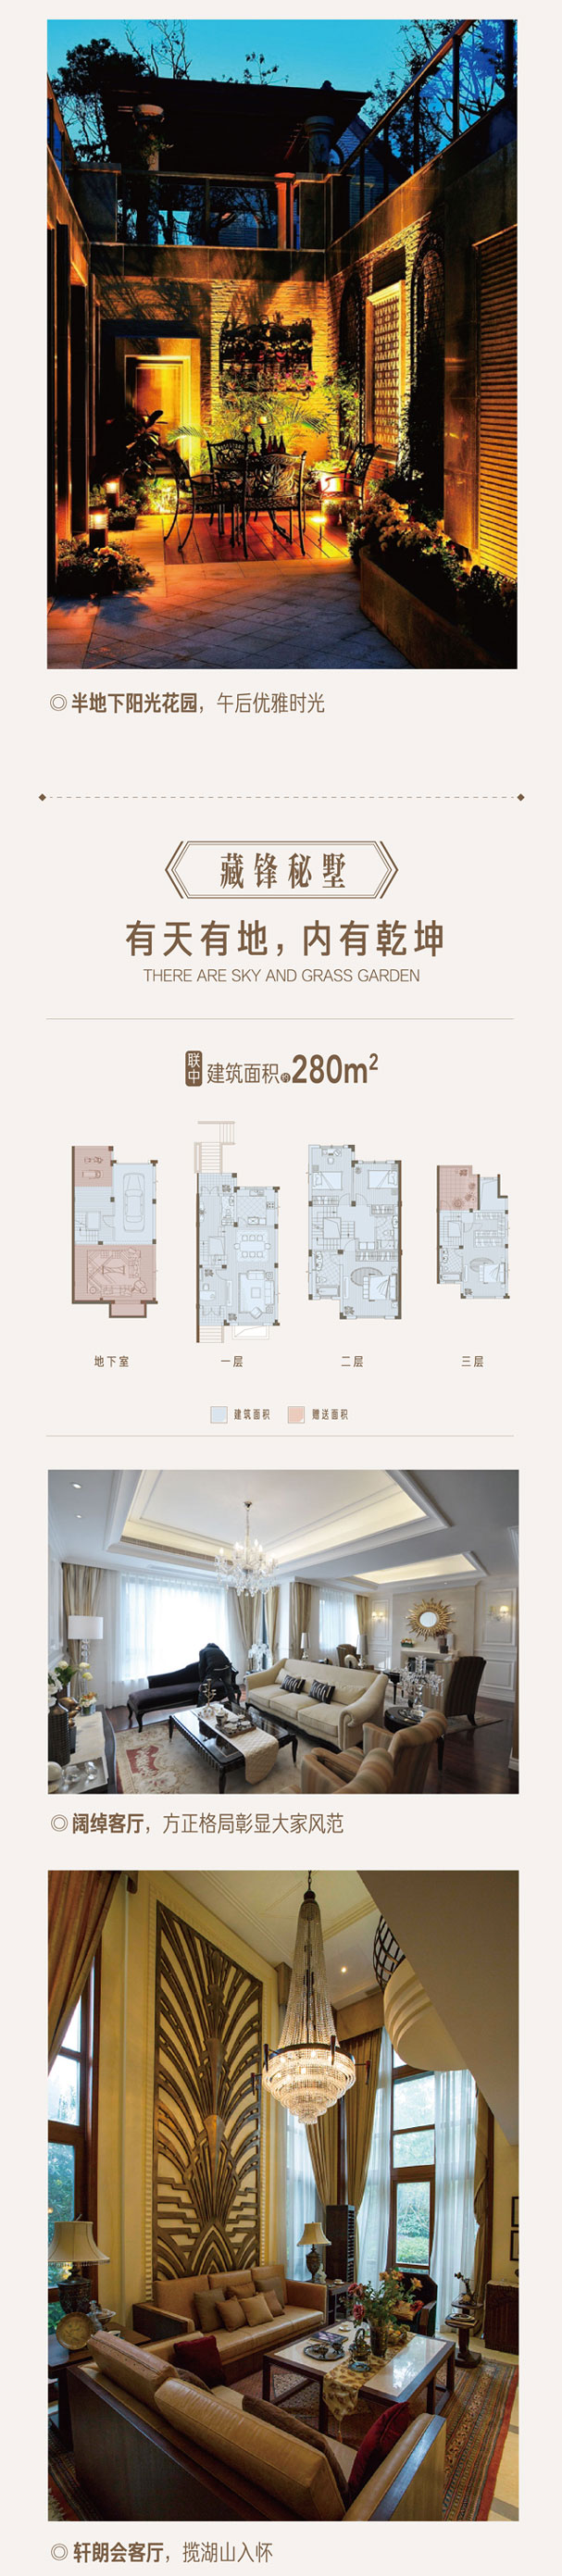 ◎ 半地下阳光花园，午后优雅时光
藏锋秘墅
有天有地，内有乾坤
THERE ARE SKY AND GRASS GARDEN
联中 建筑面积约280m²
地下室 一层 二层 三层
建筑面积 赠送面积
◎ 阔绰客厅，方正格局彰显大家风范
◎ 轩朗会客厅，揽湖山入怀